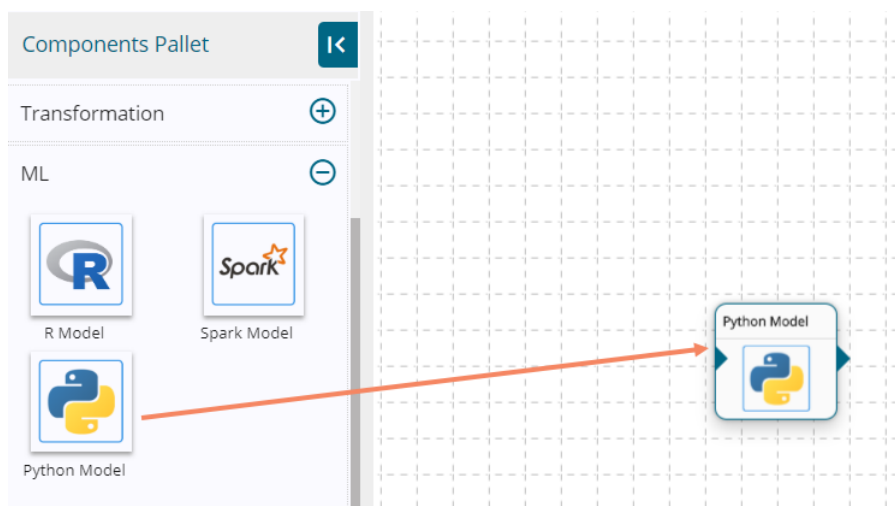 Components Pallet
Transformation
ML
R
Spark
R Model
Spark Model
Python Model
Python Model